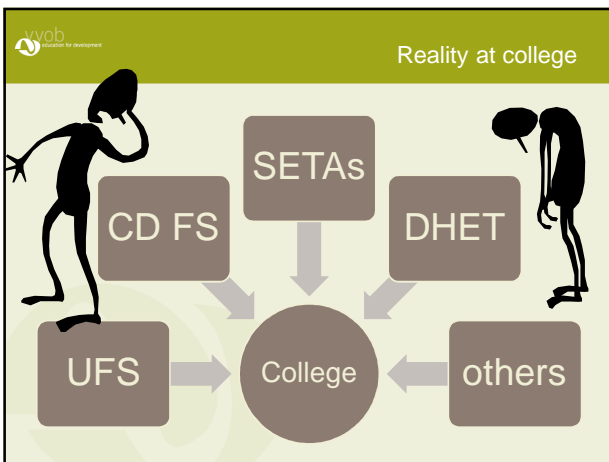 vvob
education for development
Reality at college
SETAs
CD FS
DHET
UFS
College
others